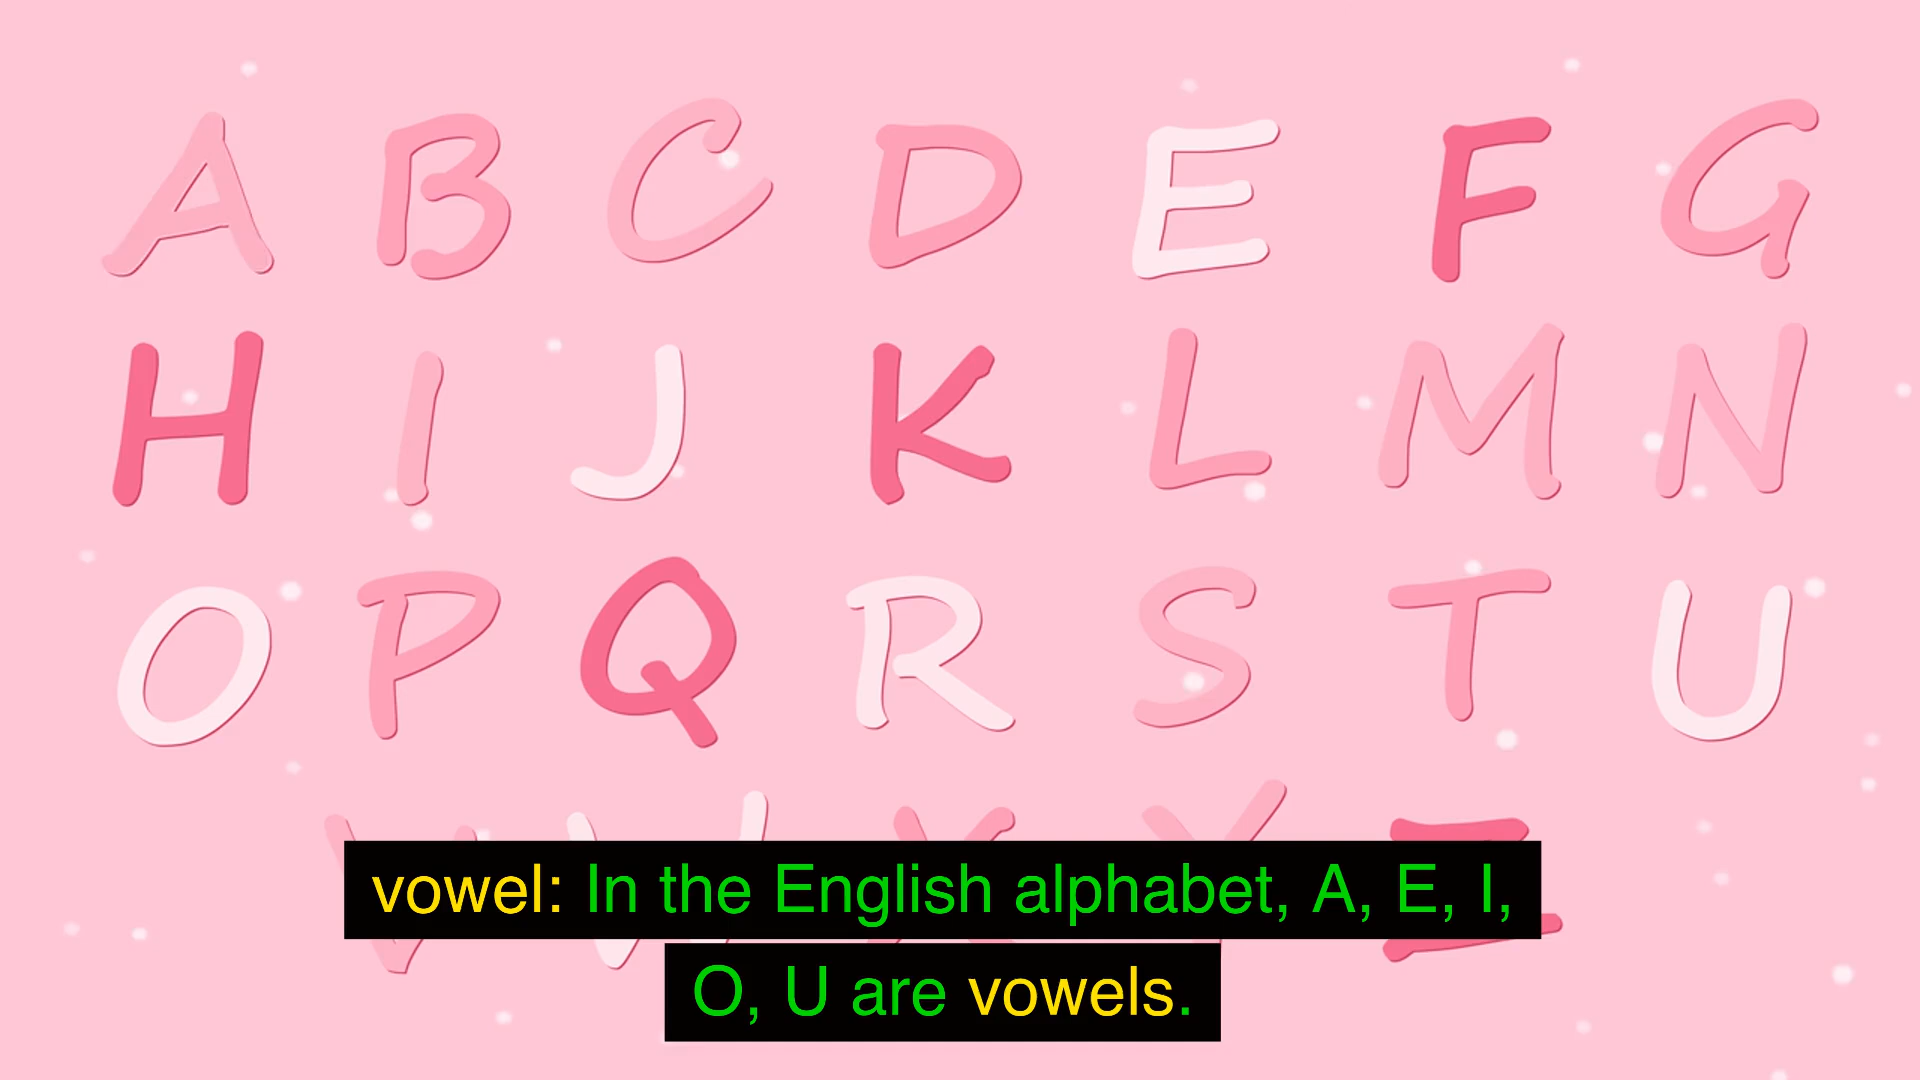 A B C D E F G
H I J K L M N
O P Q R S T U
V W X Y Z
vowel: In the English alphabet, A, E, I,
O, U are vowels.